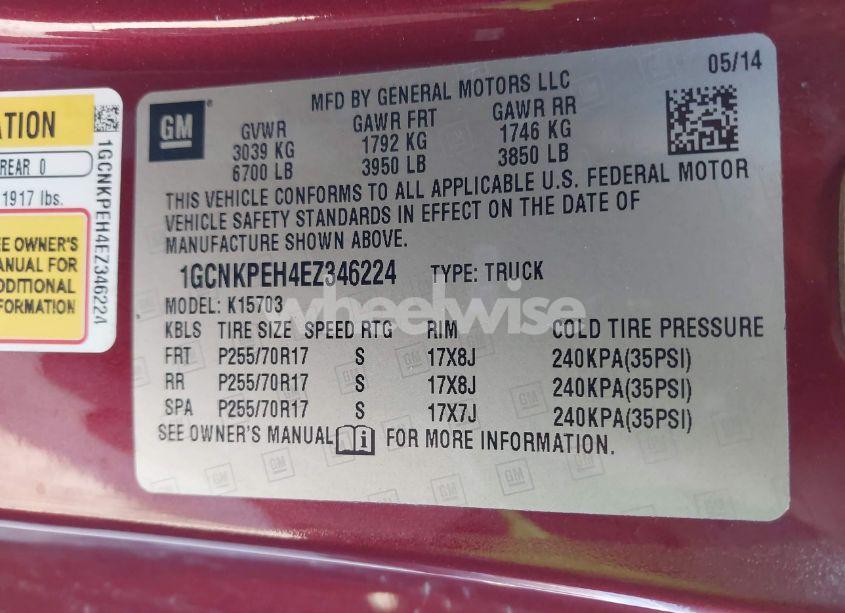 ATION
REAR 0
1917 lbs.
EE OWNER'S
ANUAL FOR
DDITIONAL
FORMATION
1GCNKPEH4EZ346224
GM
MFD BY GENERAL MOTORS LLC
05/14
GVWR GAWR FRT GAWR RR
3039 KG 1792 KG 1746 KG
6700 LB 3950 LB 3850 LB
THIS VEHICLE CONFORMS TO ALL APPLICABLE U.S. FEDERAL MOTOR
VEHICLE SAFETY STANDARDS IN EFFECT ON THE DATE OF
MANUFACTURE SHOWN ABOVE.
1GCNKPEH4EZ346224 TYPE: TRUCK
MODEL: K15703
wheelwise
KBLS TIRE SIZE SPEED RTG RIM COLD TIRE PRESSURE
FRT P255/70R17 S 17X8J 240KPA(35PSI)
RR P255/70R17 S 17X8J 240KPA(35PSI)
SPA P255/70R17 S 17X7J 240KPA(35PSI)
SEE OWNER'S MANUAL i FOR MORE INFORMATION.